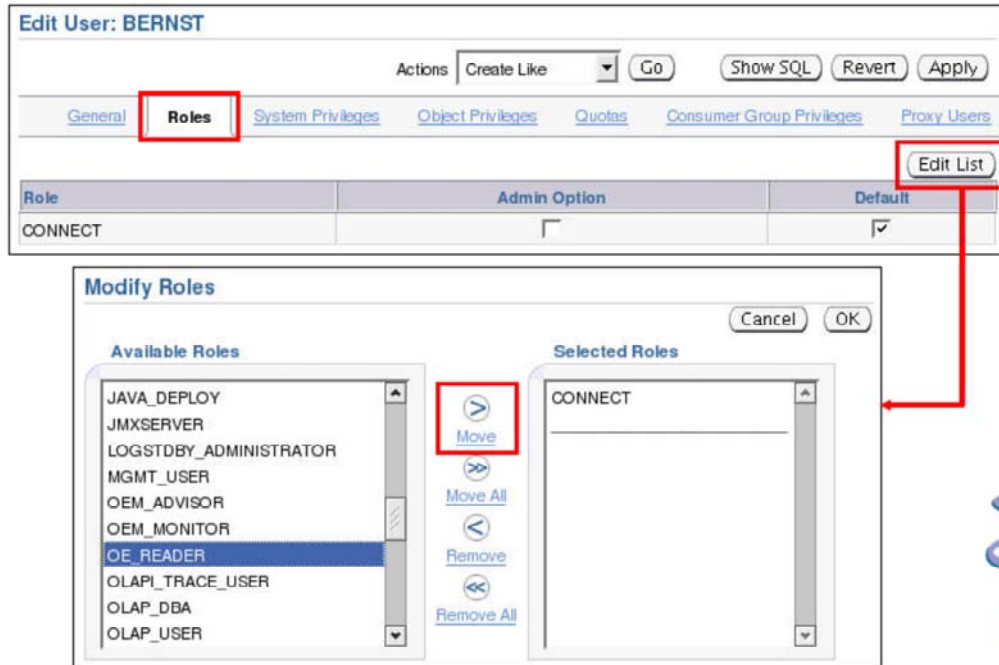 Edit User: BERNST
Actions Create Like Go Show SQL Revert Apply
General Roles System Privileges Object Privileges Quotas Consumer Group Privileges Proxy Users
Edit List
Role Admin Option Default
CONNECT
Modify Roles
Cancel OK
Available Roles Selected Roles
JAVA_DEPLOY
JMXSERVER
LOGSTDBY_ADMINISTRATOR
MGMT_USER
OEM_ADVISOR
OEM_MONITOR
OE_READER
OLAPI_TRACE_USER
OLAP_DBA
OLAP_USER
Move
Move All
Remove
Remove All
CONNECT